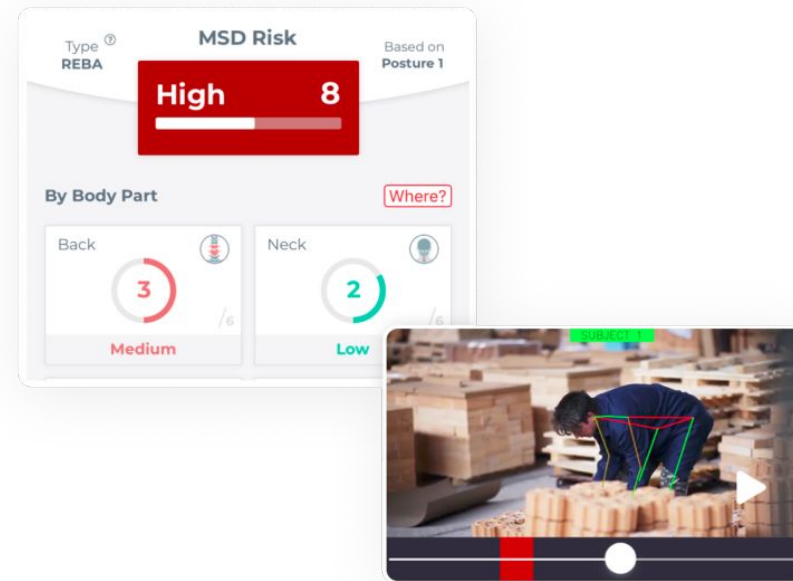 Type ?
REBA
MSD Risk
Based on
Posture 1
High 8
By Body Part
Where?
Back
3
/6
Medium
Neck
2
/6
Low
SUBJECT 1